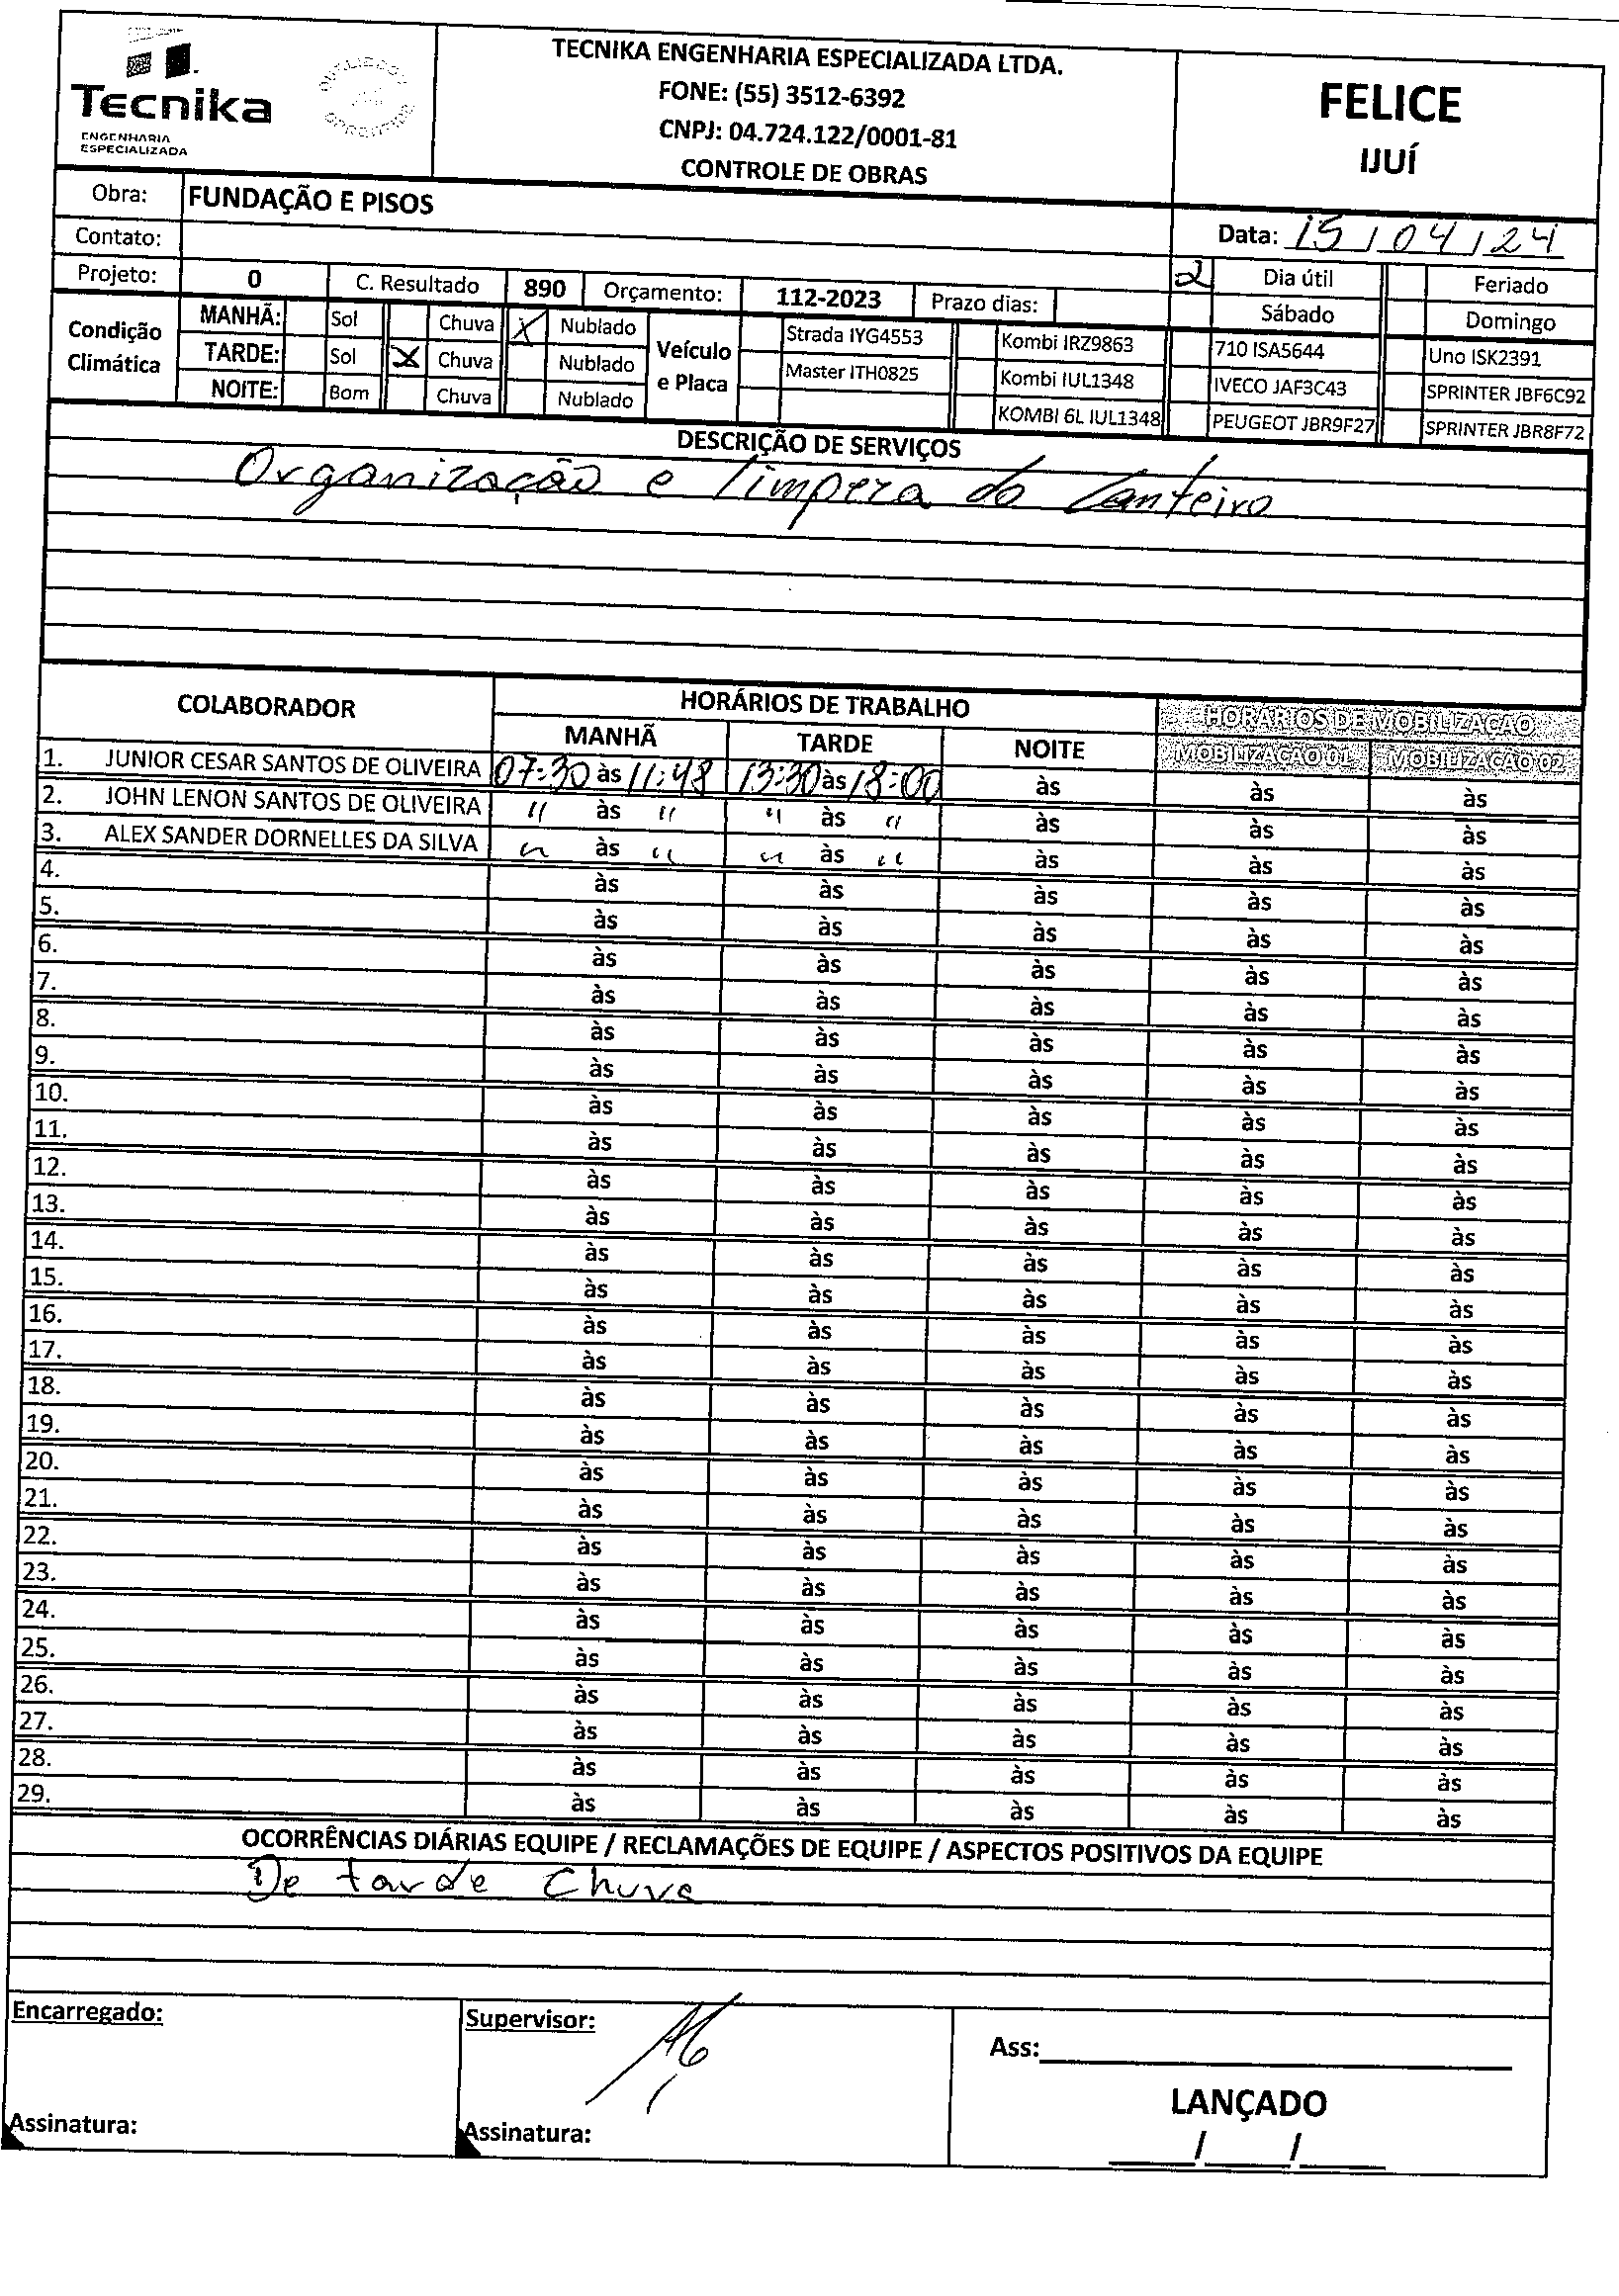 Tecnika
ENGENHARIA
ESPECIALIZADA
TECNIKA ENGENHARIA ESPECIALIZADA LTDA.
FONE: (55) 3512-6392
CNPJ: 04.724.122/0001-81
CONTROLE DE OBRAS
FELICE
IJUÍ
Obra: FUNDAÇÃO E PISOS
Contato:
Data: 15/04/24
Projeto: 0 C. Resultado 890 Orçamento: 112-2023 Prazo dias: 2 Dia útil Feriado
Sábado Domingo
Condição Climática
MANHÃ: Sol Chuva X Nublado
TARDE: Sol X Chuva Nublado
NOITE: Bom Chuva Nublado
Veículo e Placa
Strada IYG4553 Kombi IRZ9863 710 ISA5644 Uno ISK2391
Master ITH0825 Kombi IUL1348 IVECO JAF3C43 SPRINTER JBF6C92
KOMBI 6L IUL1348 PEUGEOT JBR9F27 SPRINTER JBR8F72
DESCRIÇÃO DE SERVIÇOS
Organização e limpeza do Canteiro
COLABORADOR HORÁRIOS DE TRABALHO HORÁRIOS DE MOBILIZAÇÃO
MANHÃ TARDE NOITE MOBILIZAÇÃO 01 MOBILIZAÇÃO 02
1. JUNIOR CESAR SANTOS DE OLIVEIRA 07:30 às 11:48 13:30 às 18:00 às às às
2. JOHN LENON SANTOS DE OLIVEIRA " às " " às " às às às
3. ALEX SANDER DORNELLES DA SILVA " às " " às " às às às
4. às às às às às
5. às às às às às
6. às às às às às
7. às às às às às
8. às às às às às
9. às às às às às
10. às às às às às
11. às às às às às
12. às às às às às
13. às às às às às
14. às às às às às
15. às às às às às
16. às às às às às
17. às às às às às
18. às às às às às
19. às às às às às
20. às às às às às
21. às às às às às
22. às às às às às
23. às às às às às
24. às às às às às
25. às às às às às
26. às às às às às
27. às às às às às
28. às às às às às
29. às às às às às
OCORRÊNCIAS DIÁRIAS EQUIPE / RECLAMAÇÕES DE EQUIPE / ASPECTOS POSITIVOS DA EQUIPE
De tarde Chuva
Encarregado:
Assinatura:
Supervisor:
Assinatura:
Ass:
LANÇADO
/ /